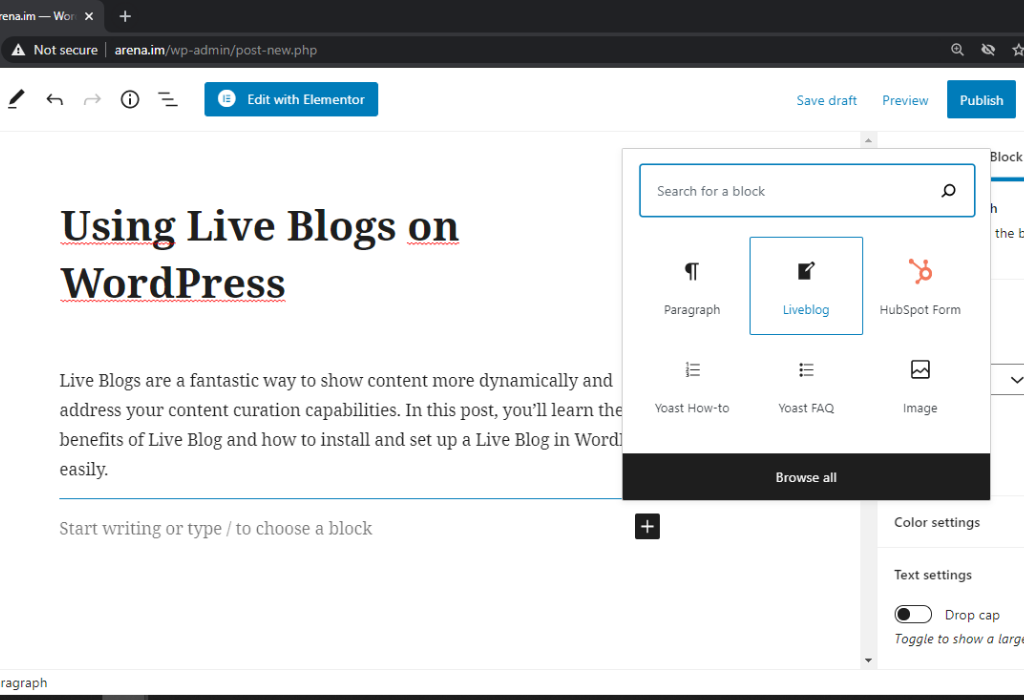 rena.im — Wor
Not secure
arena.im/wp-admin/post-new.php
Edit with Elementor
Save draft
Preview
Publish
Using Live Blogs on
WordPress
Live Blogs are a fantastic way to show content more dynamically and
address your content curation capabilities. In this post, you'll learn the
benefits of Live Blog and how to install and set up a Live Blog in Word
easily.
Start writing or type / to choose a block
Search for a block
Paragraph
Liveblog
HubSpot Form
Yoast How-to
Yoast FAQ
Image
Browse all
Block
h
the b
Color settings
Text settings
Drop cap
Toggle to show a large
ragraph